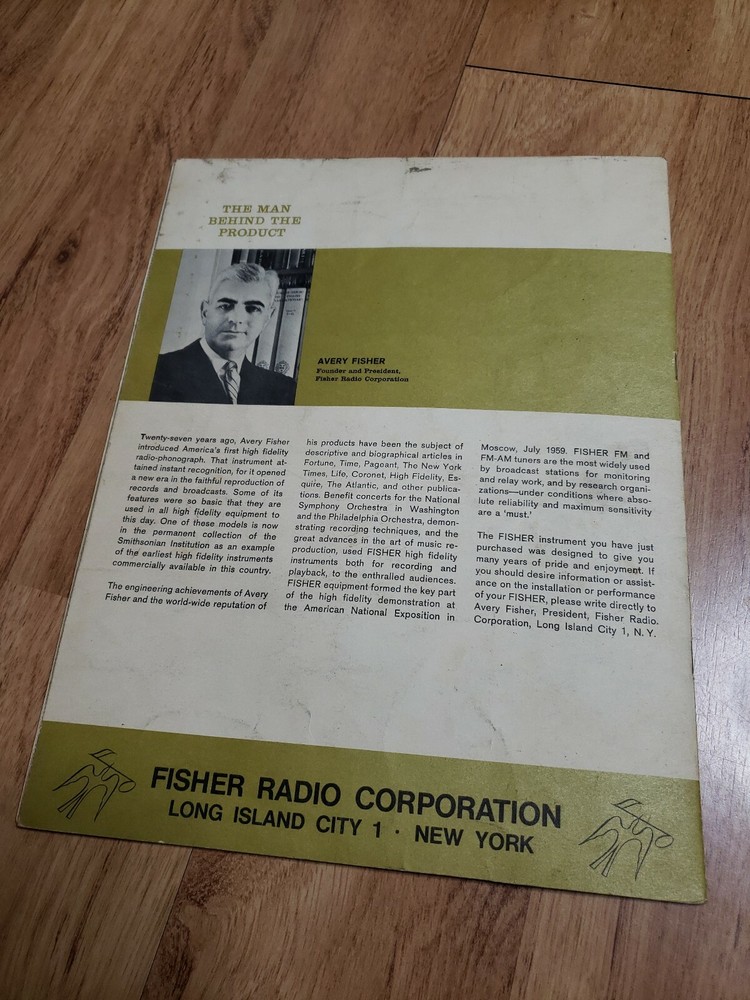 THE MAN
BEHIND THE
PRODUCT
AVERY FISHER
Founder and President,
Fisher Radio Corporation
Twenty-seven years ago, Avery Fisher
introduced America's first high fidelity
radio-phonograph. That instrument at-
tained instant recognition, for it opened
a new era in the faithful reproduction of
records and broadcasts. Some of its
features were so basic that they are
used in all high fidelity equipment to
this day. One of these models is now
in the permanent collection of the
Smithsonian Institution as an example
of the earliest high fidelity instruments
commercially available in this country.
The engineering achievements of Avery
Fisher and the world-wide reputation of
his products have been the subject of
descriptive and biographical articles in
Fortune, Time, Pageant, The New York
Times, Life, Coronet, High Fidelity, Es-
quire, The Atlantic, and other publica-
tions. Benefit concerts for the National
Symphony Orchestra in Washington
and the Philadelphia Orchestra, demon-
strating recording techniques, and the
great advances in the art of music re-
production, used FISHER high fidelity
instruments both for recording and
playback, to the enthralled audiences.
FISHER equipment formed the key part
of the high fidelity demonstration at
the American National Exposition in
Moscow, July 1959. FISHER FM and
FM-AM tuners are the most widely used
by broadcast stations for monitoring
and relay work, and by research organi-
zations—under conditions where abso-
lute reliability and maximum sensitivity
are a 'must.'
The FISHER instrument you have just
purchased was designed to give you
many years of pride and enjoyment. If
you should desire information or assist-
ance on the installation or performance
of your FISHER, please write directly to
Avery Fisher, President, Fisher Radio
Corporation, Long Island City 1, N. Y.
FISHER RADIO CORPORATION
LONG ISLAND CITY 1 · NEW YORK